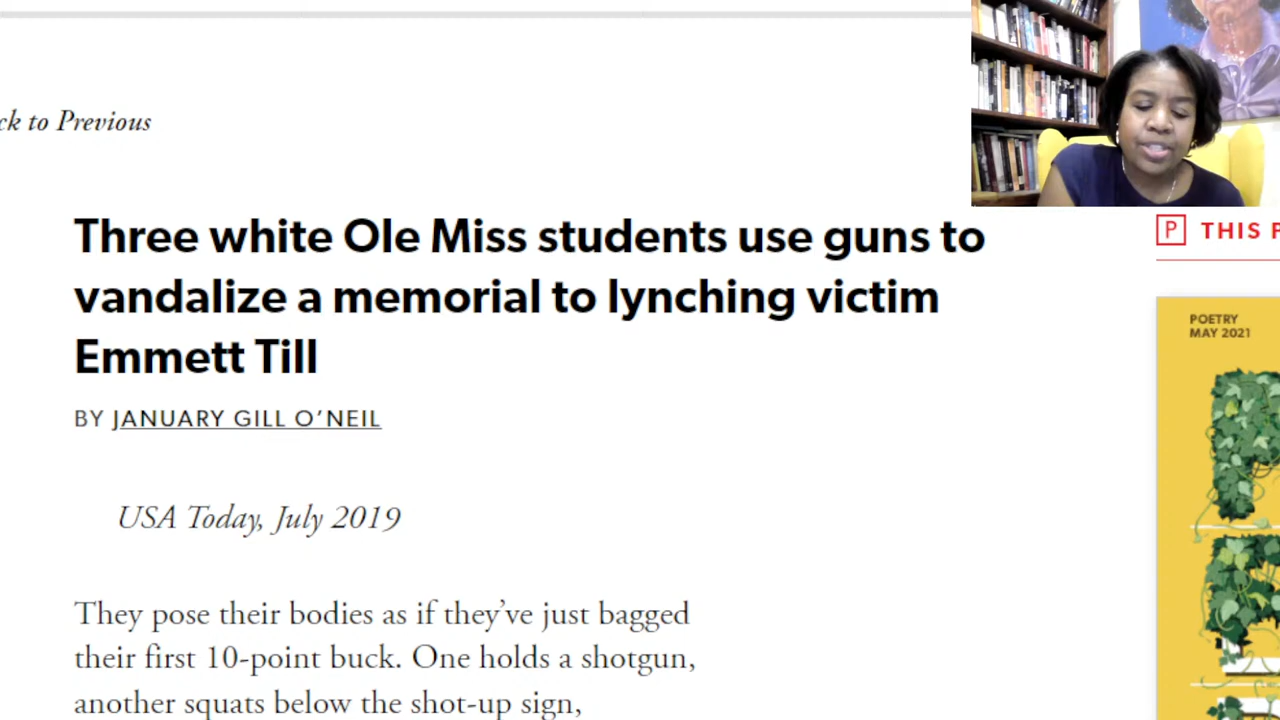 ck to Previous
Three white Ole Miss students use guns to
vandalize a memorial to lynching victim
Emmett Till
BY JANUARY GILL O’NEIL
P THIS P
USA Today, July 2019
POETRY
MAY 2021
They pose their bodies as if they’ve just bagged
their first 10-point buck. One holds a shotgun,
another squats below the shot-up sign,